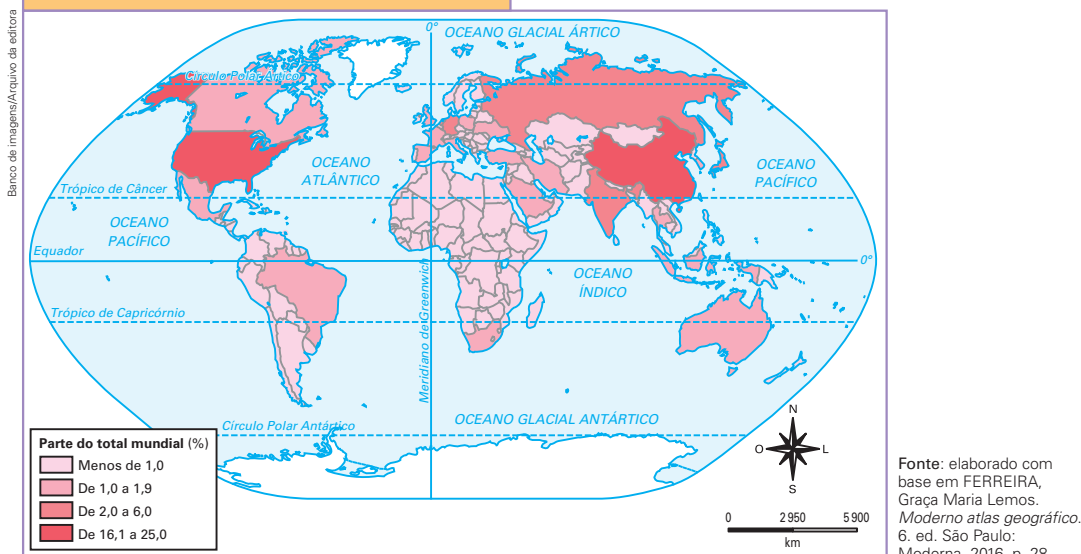 Banco de imagens/Arquivo da editora
0°
OCEANO GLACIAL ÁRTICO
Círculo Polar Ártico
OCEANO
ATLÂNTICO
OCEANO
PACÍFICO
Trópico de Câncer
OCEANO
PACÍFICO
Equador
0°
OCEANO
ÍNDICO
Trópico de Capricórnio
Meridiano de Greenwich
Círculo Polar Antártico
OCEANO GLACIAL ANTÁRTICO
N
O
L
S
Parte do total mundial (%)
Menos de 1,0
De 1,0 a 1,9
De 2,0 a 6,0
De 16,1 a 25,0
0 2 950 5 900
km
Fonte: elaborado com
base em FERREIRA,
Graça Maria Lemos.
Moderno atlas geográfico.
6. ed. São Paulo:
Moderna, 2016. p. 28.